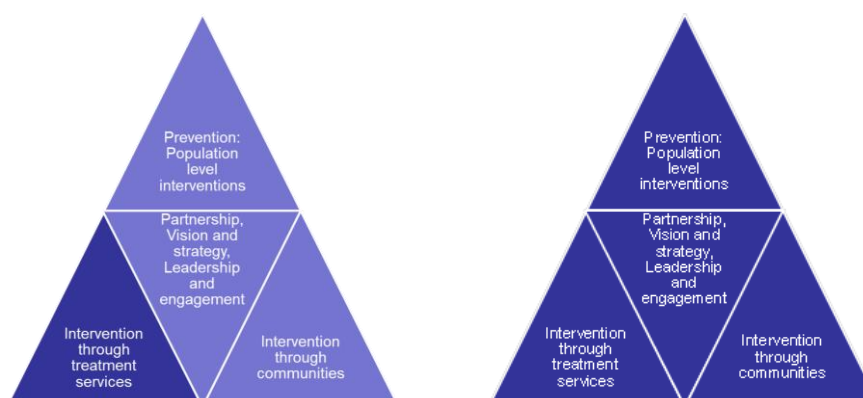 Prevention:
Population
level
interventions
Partnership,
Vision and
strategy,
Leadership
and
engagement
Intervention
through
treatment
services
Intervention
through
communities
Prevention:
Population
level
interventions
Partnership,
Vision and
strategy,
Leadership
and
engagement
Intervention
through
treatment
services
Intervention
through
communities